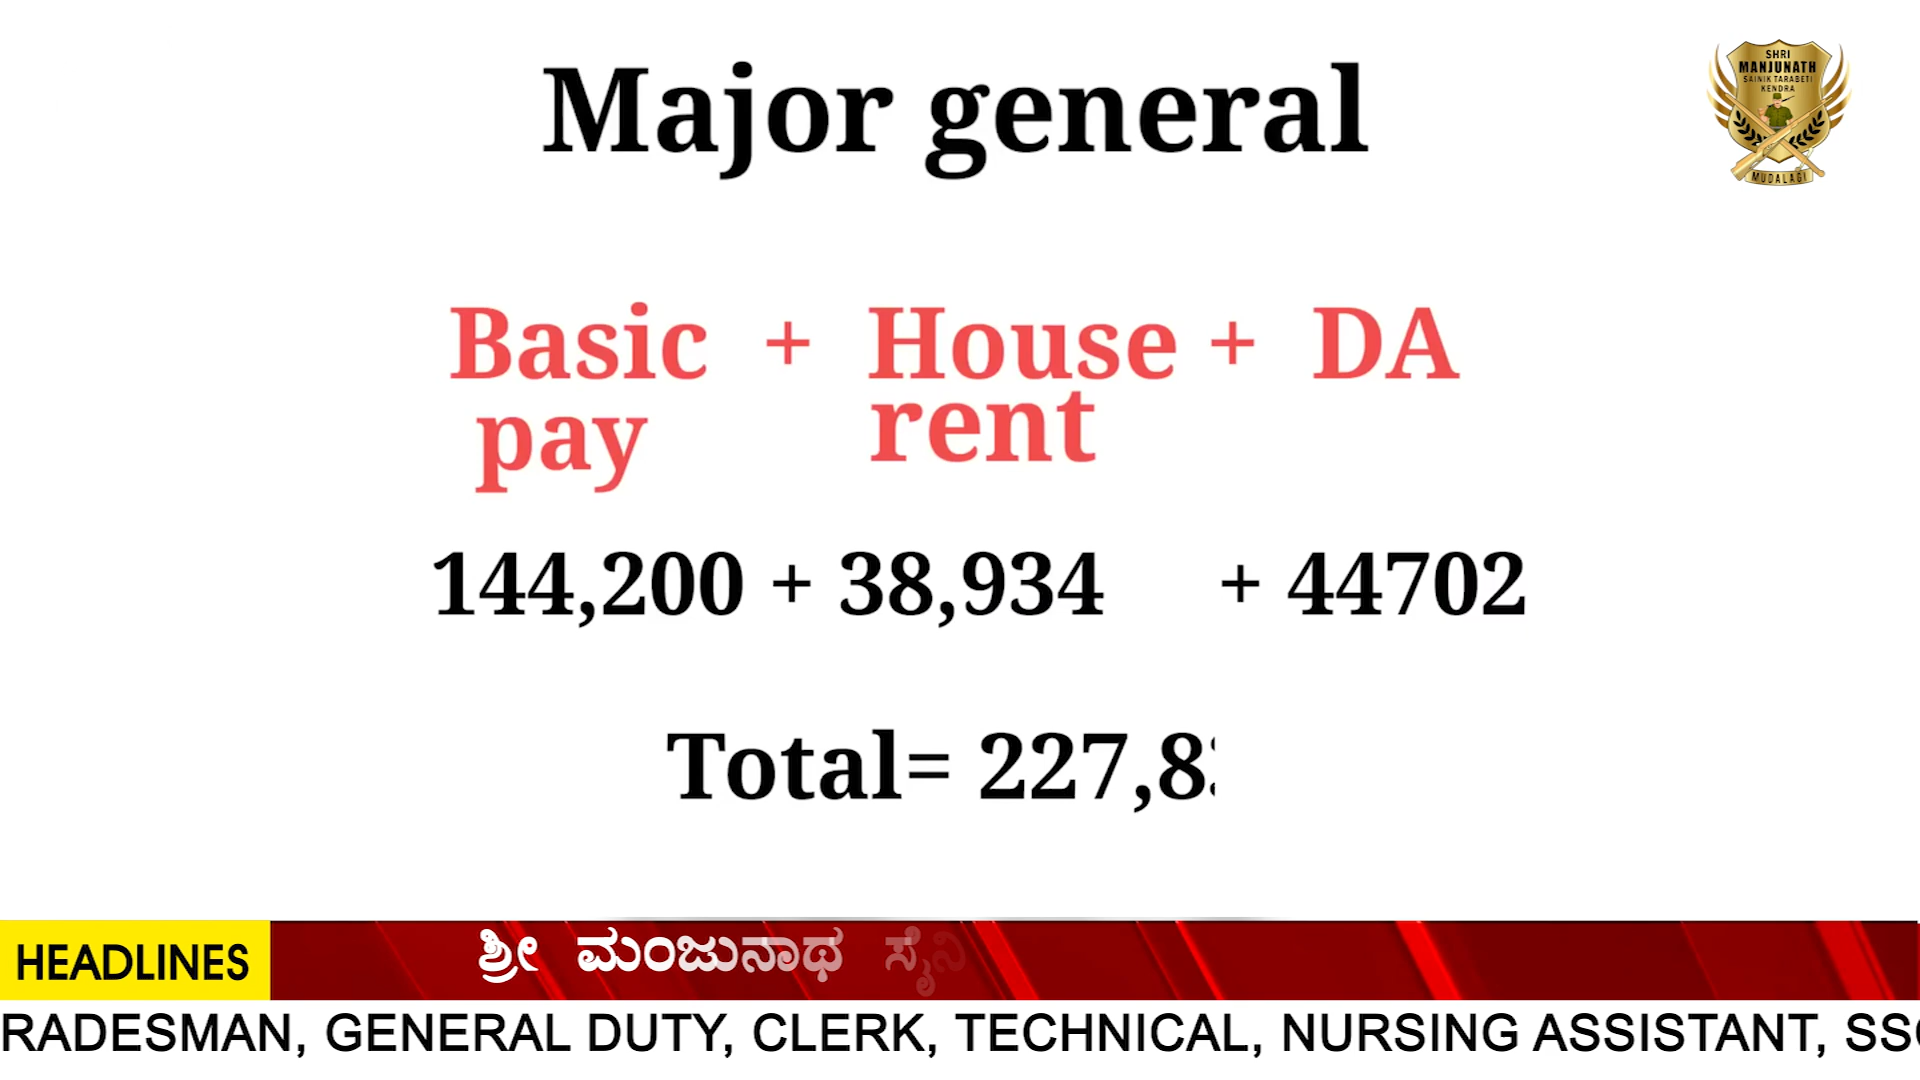 SHRI
MANJUNATH
SAINIK TARABETI
KENDRA
MUDALAGI
Major general
Basic + House + DA
pay rent
144,200 + 38,934 + 44702
Total= 227,8
HEADLINES
ಶ್ರೀ ಮಂಜುನಾಥ ಸೈನಿ
RADESMAN, GENERAL DUTY, CLERK, TECHNICAL, NURSING ASSISTANT, SS